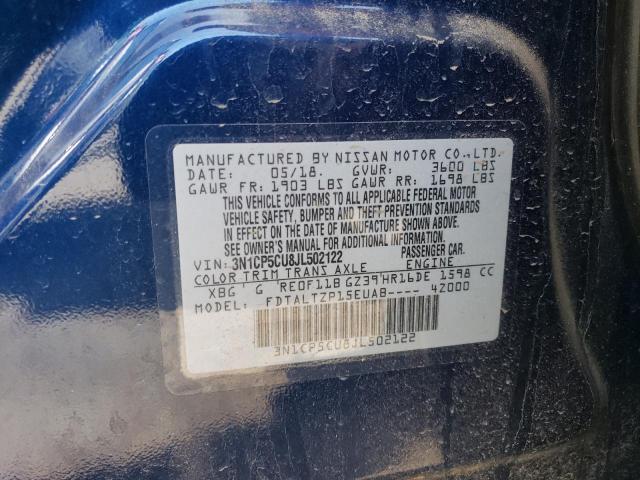 MANUFACTURED BY NISSAN MOTOR CO.,LTD.
DATE: 05/18. GVWR: 3600 LBS
GAWR FR: 1903 LBS GAWR RR: 1698 LBS
THIS VEHICLE CONFORMS TO ALL APPLICABLE FEDERAL MOTOR
VEHICLE SAFETY, BUMPER AND THEFT PREVENTION STANDARDS
IN EFFECT ON THE DATE OF MANUFACTURE SHOWN ABOVE.
SEE OWNER'S MANUAL FOR ADDITIONAL INFO.
VIN: 3N1CP5CU8JL502122 PASSENGER CAR.
COLOR TRIM TRANS AXLE ENGINE
XBG G RE0F11B GZ39 HR16DE 1598 CC
MODEL: FDTALTZP15EUAB---- 42000
3N1CP5CU8JL502122